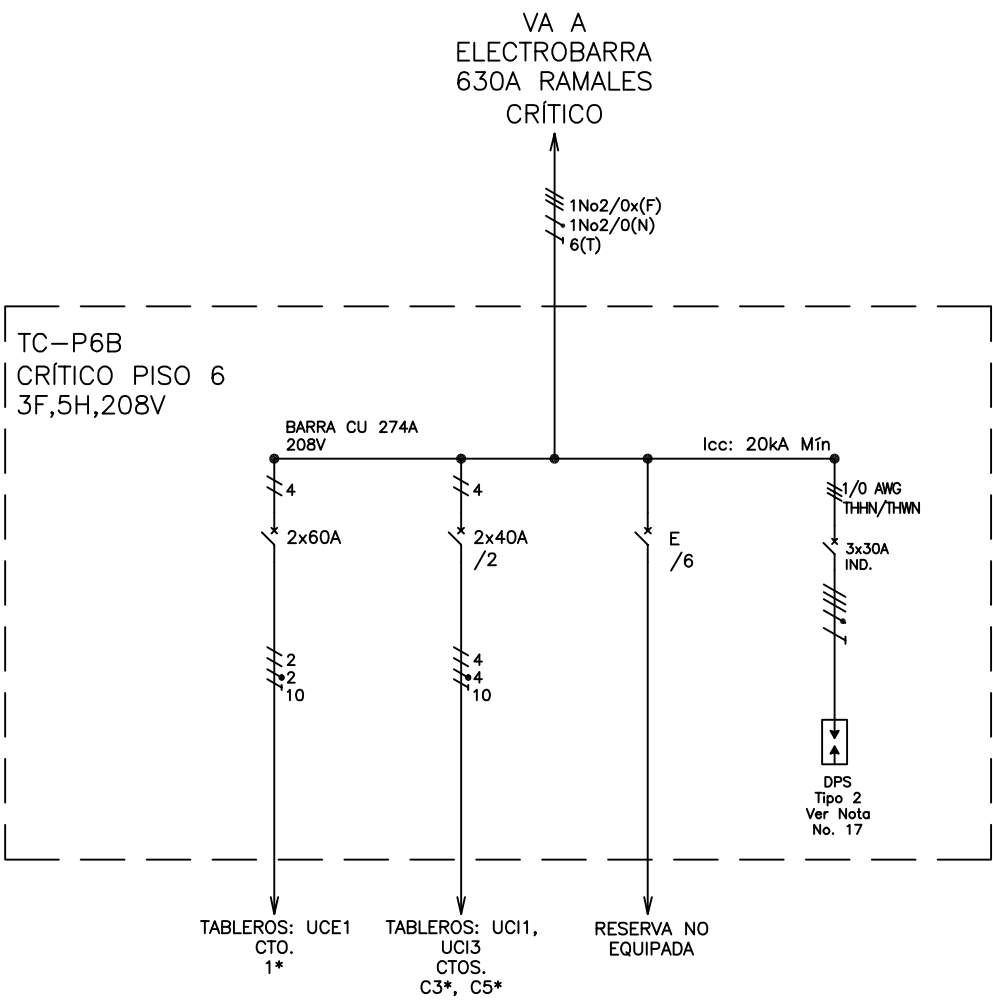 VA A
ELECTROBARRA
630A RAMALES
CRÍTICO
1No2/0x(F)
1No2/0(N)
6(T)
TC-P6B
CRÍTICO PISO 6
3F,5H,208V
BARRA CU 274A
208V
Icc: 20kA Mín
4
4
1/0 AWG
THHN/THWN
2x60A
2x40A
/2
E
/6
3x30A
IND.
2
2
10
4
4
10
DPS
Tipo 2
Ver Nota
No. 17
TABLEROS: UCE1
CTO.
1*
TABLEROS: UCI1,
UCI3
CTOS.
C3*, C5*
RESERVA NO
EQUIPADA